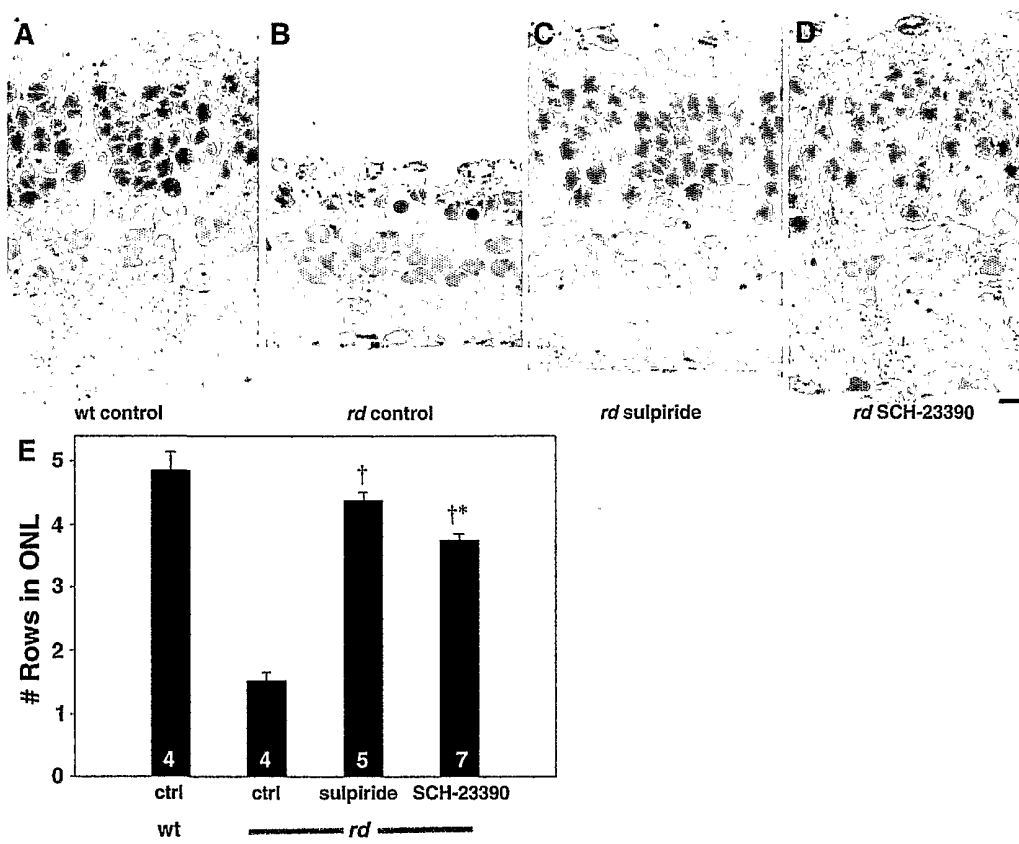 A
B
C
D
wt control
rd control
rd sulpiride
rd SCH-23390
E
# Rows in ONL
5
4
3
2
1
0
†
†*
4
4
5
7
ctrl
ctrl
sulpiride
SCH-23390
wt
rd